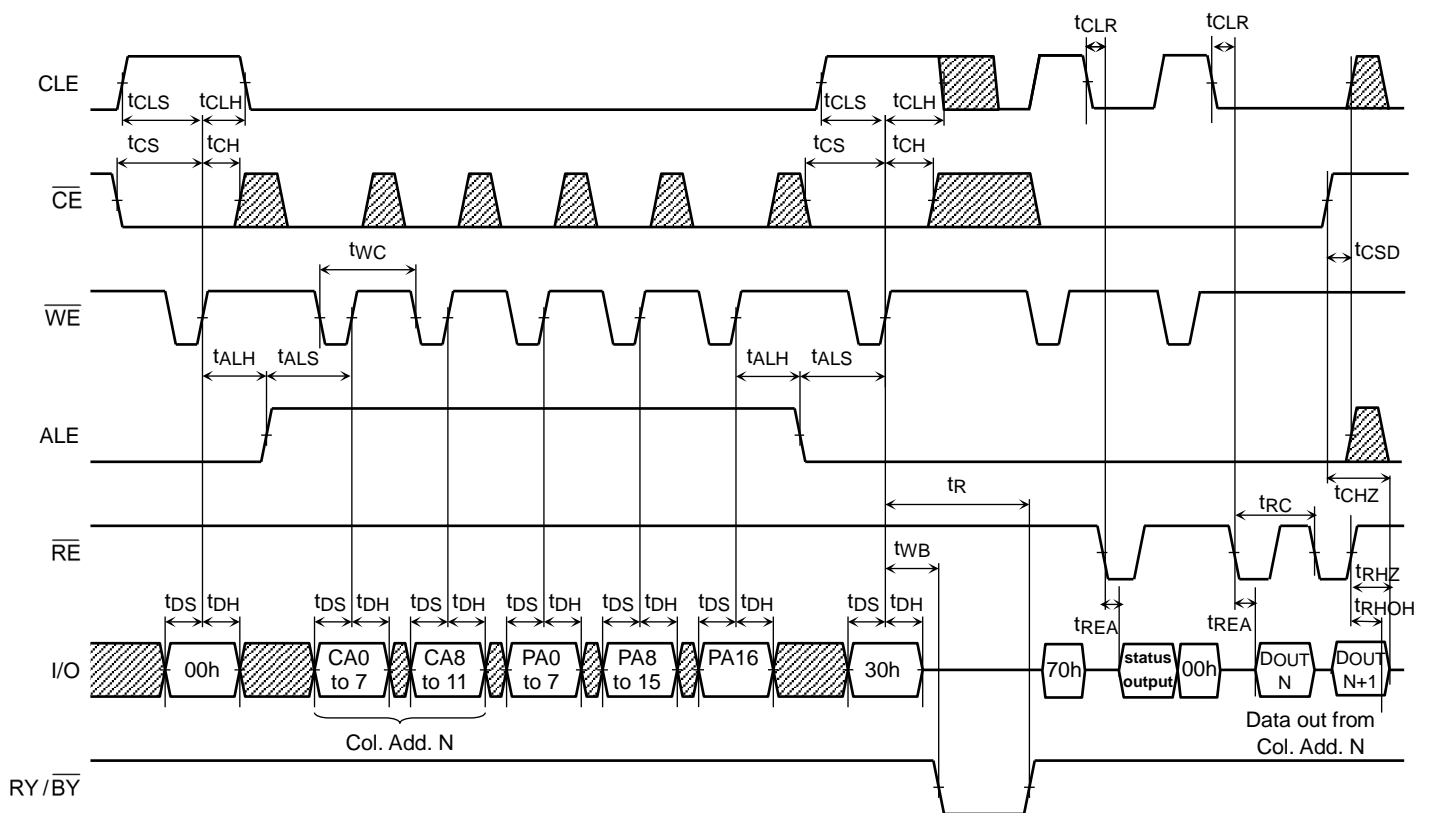 tCLR tCLR
CLE
tCLS tCLH tCLS tCLH
tCS tCH tCS tCH
CE
tWC tCSD
WE
tALH tALS tALH tALS
ALE
tR tCHZ
tRC
RE
tWB
tRHZ
tDS tDH tDS tDH tDS tDH tDS tDH tDS tDH tDS tDH tDS tDH tRHOH
tREA tREA
I/O 00h CA0 to 7 CA8 to 11 PA0 to 7 PA8 to 15 PA16 30h 70h status output 00h DOUT N DOUT N+1
Col. Add. N
Data out from
Col. Add. N
RY/BY